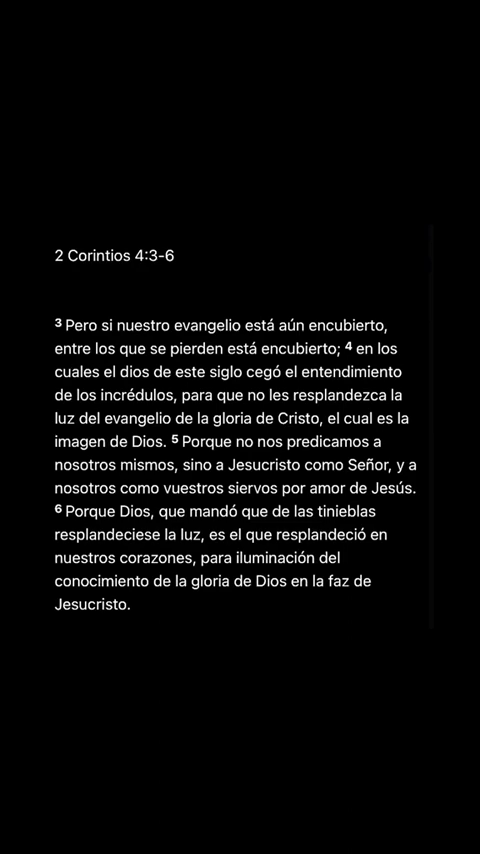 2 Corintios 4:3-6
3 Pero si nuestro evangelio está aún encubierto,
entre los que se pierden está encubierto; 4 en los
cuales el dios de este siglo cegó el entendimiento
de los incrédulos, para que no les resplandezca la
luz del evangelio de la gloria de Cristo, el cual es la
imagen de Dios. 5 Porque no nos predicamos a
nosotros mismos, sino a Jesucristo como Señor, y a
nosotros como vuestros siervos por amor de Jesús.
6 Porque Dios, que mandó que de las tinieblas
resplandeciese la luz, es el que resplandeció en
nuestros corazones, para iluminación del
conocimiento de la gloria de Dios en la faz de
Jesucristo.